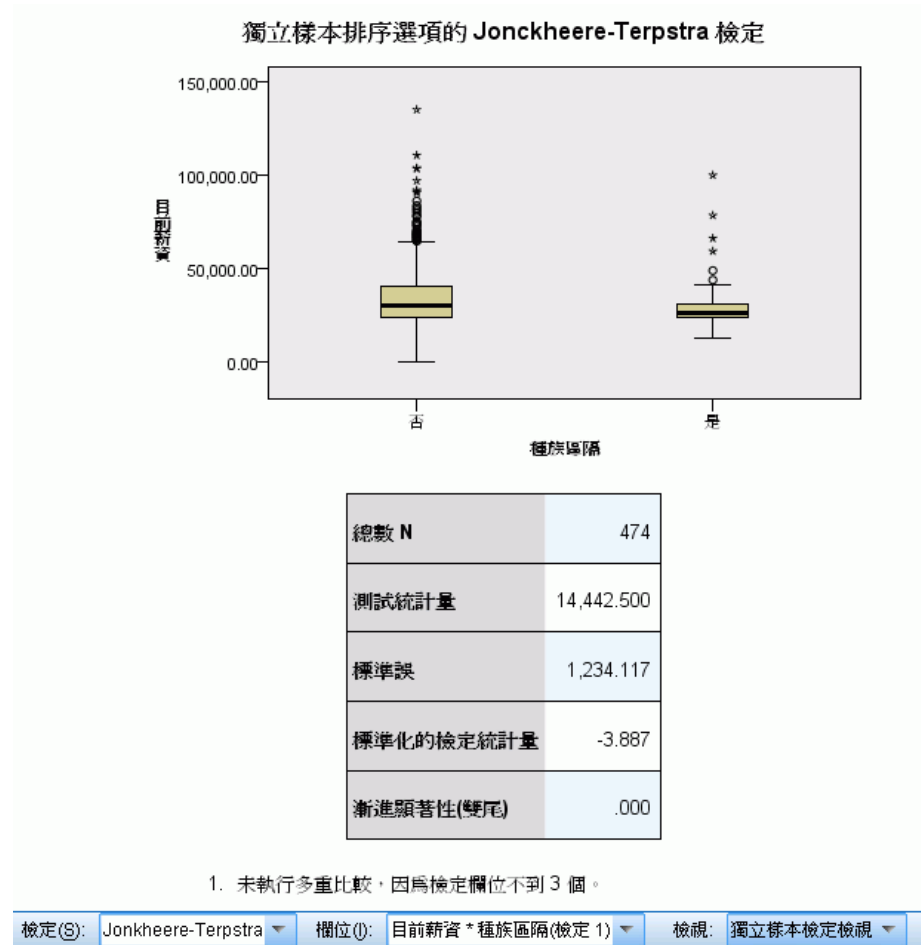 獨立樣本排序選項的 Jonckheere-Terpstra 檢定
150,000.00
100,000.00
50,000.00
0.00
目前薪資
否
是
種族區隔
總數 N 474
測試統計量 14,442.500
標準誤 1,234.117
標準化的檢定統計量 -3.887
漸進顯著性(雙尾) .000
1. 未執行多重比較，因為檢定欄位不到 3 個。
檢定(S): Jonkheere-Terpstra 欄位(I): 目前薪資 * 種族區隔(檢定 1) 檢視: 獨立樣本檢定檢視